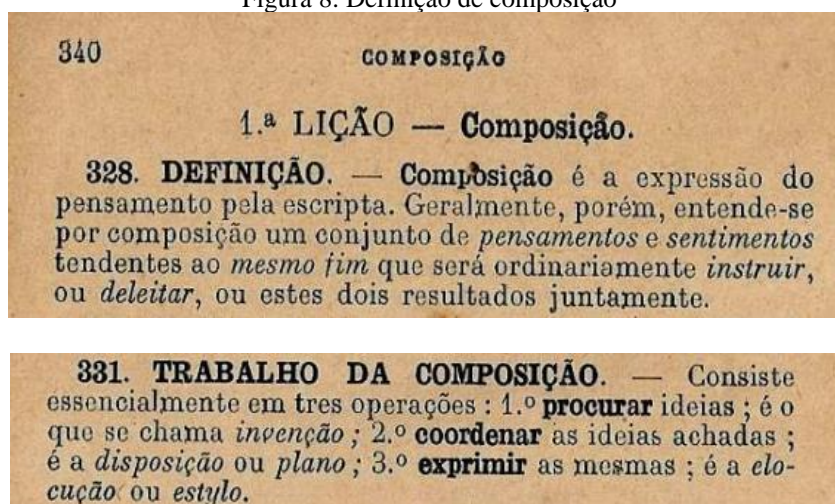 Figura 8: Definição de composição
340 COMPOSIÇÃO
1.ª LIÇÃO — Composição.
328. DEFINIÇÃO. — Composição é a expressão do
pensamento pela escripta. Geralmente, porém, entende-se
por composição um conjunto de pensamentos e sentimentos
tendentes ao mesmo fim que será ordinariamente instruir,
ou deleitar, ou estes dois resultados juntamente.
331. TRABALHO DA COMPOSIÇÃO. — Consiste
essencialmente em tres operações : 1.º procurar ideias ; é o
que se chama invenção ; 2.º coordenar as ideias achadas ;
é a disposição ou plano ; 3.º exprimir as mesmas ; é a elo-
cução ou estylo.